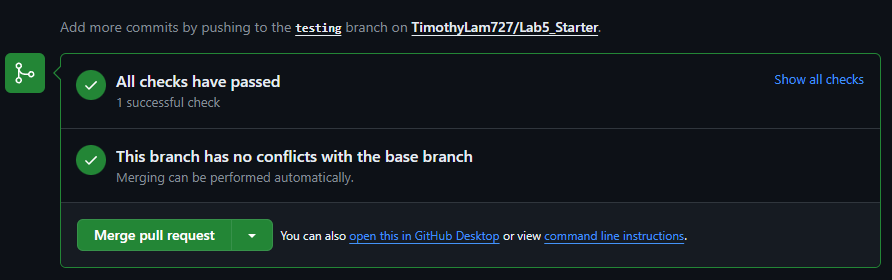 Add more commits by pushing to the testing branch on TimothyLam727/Lab5_Starter.
All checks have passed
Show all checks
1 successful check
This branch has no conflicts with the base branch
Merging can be performed automatically.
Merge pull request You can also open this in GitHub Desktop or view command line instructions.